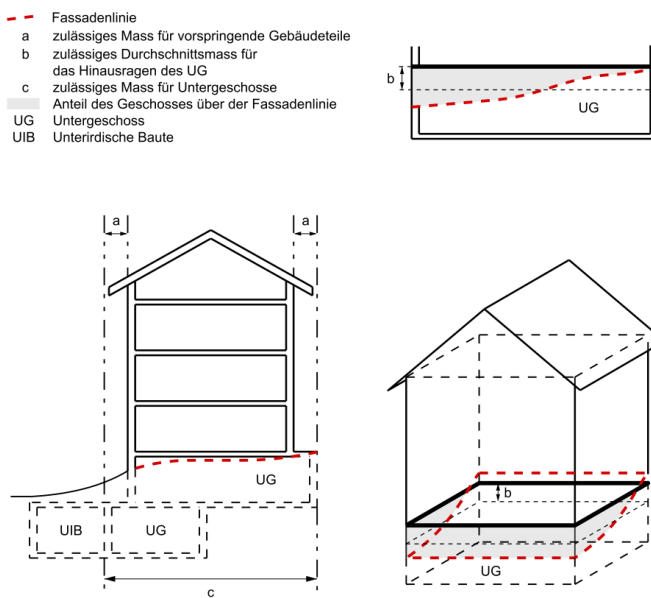 Fassadenlinie
a zulässiges Mass für vorspringende Gebäudeteile
b zulässiges Durchschnittsmass für
das Hinausragen des UG
c zulässiges Mass für Untergeschosse
Anteil des Geschosses über der Fassadenlinie
UG Untergeschoss
UIB Unterirdische Baute
b
UG
a a
UG
UIB UG
c
b
UG